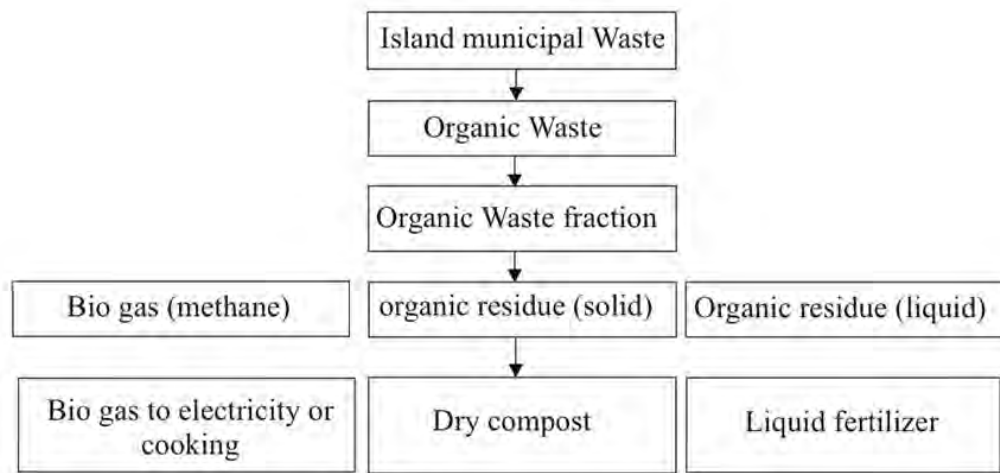 Island municipal Waste
Organic Waste
Organic Waste fraction
Bio gas (methane)
organic residue (solid)
Organic residue (liquid)
Bio gas to electricity or
cooking
Dry compost
Liquid fertilizer